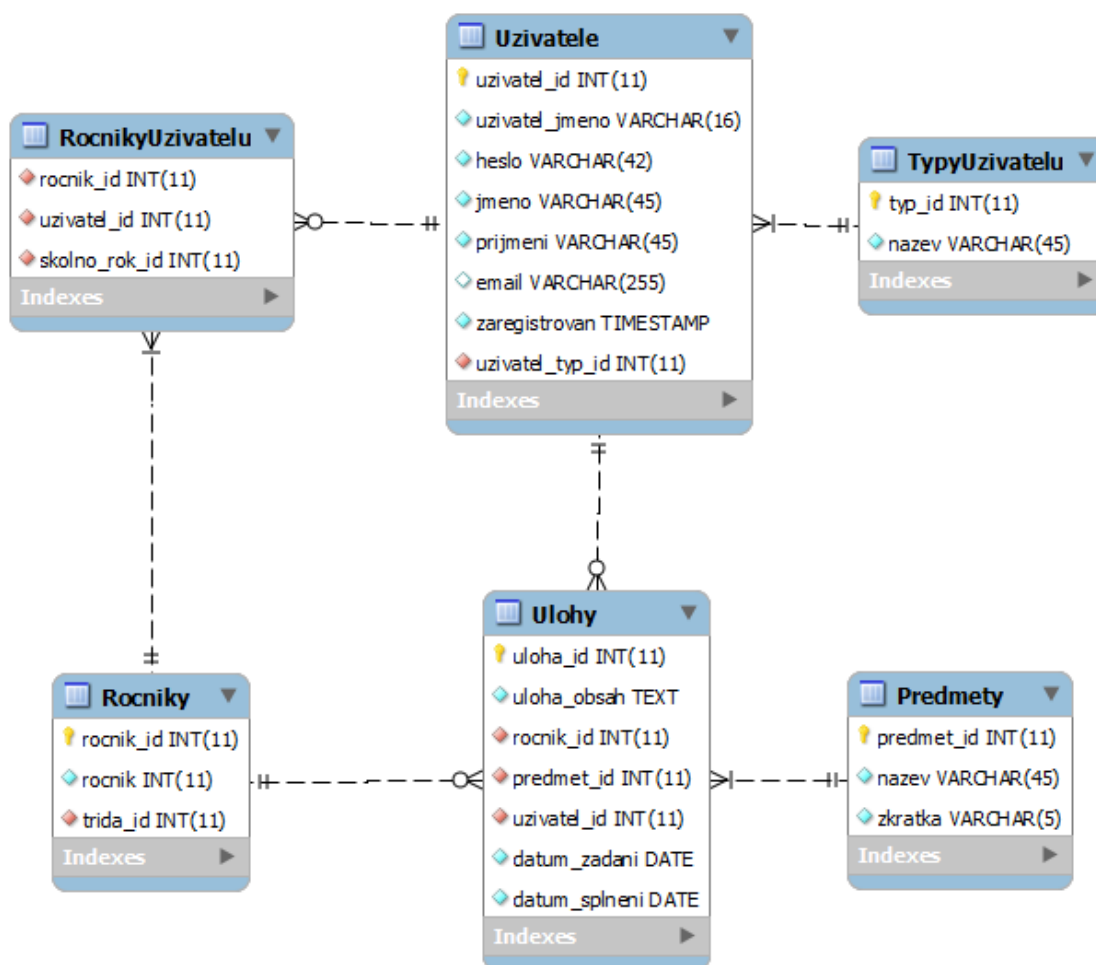 Uzivatele
uzivatel_id INT(11)
uzivatel_jmeno VARCHAR(16)
heslo VARCHAR(42)
jmeno VARCHAR(45)
prijmeni VARCHAR(45)
email VARCHAR(255)
zaregistrovan TIMESTAMP
uzivatel_typ_id INT(11)
Indexes
RocnikyUzivatelu
rocnik_id INT(11)
uzivatel_id INT(11)
skolno_rok_id INT(11)
Indexes
TypyUzivatelu
typ_id INT(11)
nazev VARCHAR(45)
Indexes
Rocniky
rocnik_id INT(11)
rocnik INT(11)
trida_id INT(11)
Indexes
Ulohy
uloha_id INT(11)
uloha_obsah TEXT
rocnik_id INT(11)
predmet_id INT(11)
uzivatel_id INT(11)
datum_zadani DATE
datum_splneni DATE
Indexes
Predmety
predmet_id INT(11)
nazev VARCHAR(45)
zkratka VARCHAR(5)
Indexes